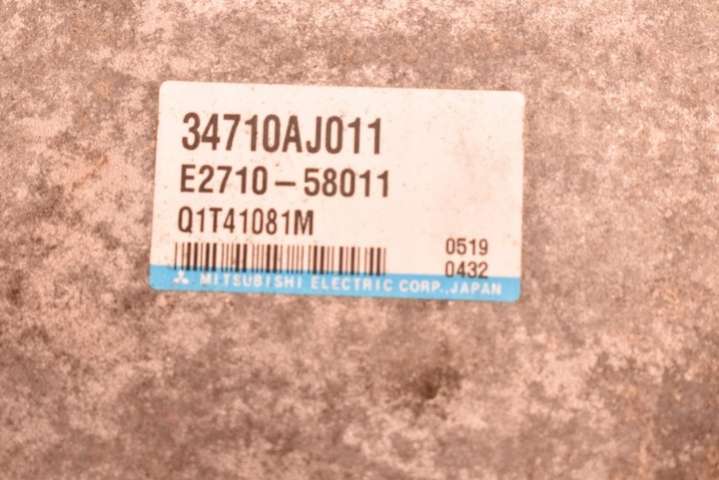 34710AJ011
E2710-58011
Q1T41081M
0519
0432
MITSUBISHI ELECTRIC CORP.,JAPAN